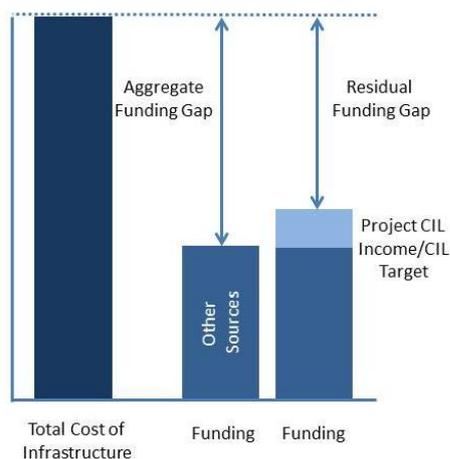 Aggregate
Funding Gap
Residual
Funding Gap
Project CIL
Income/CIL
Target
Other
Sources
Total Cost of
Infrastructure
Funding
Funding